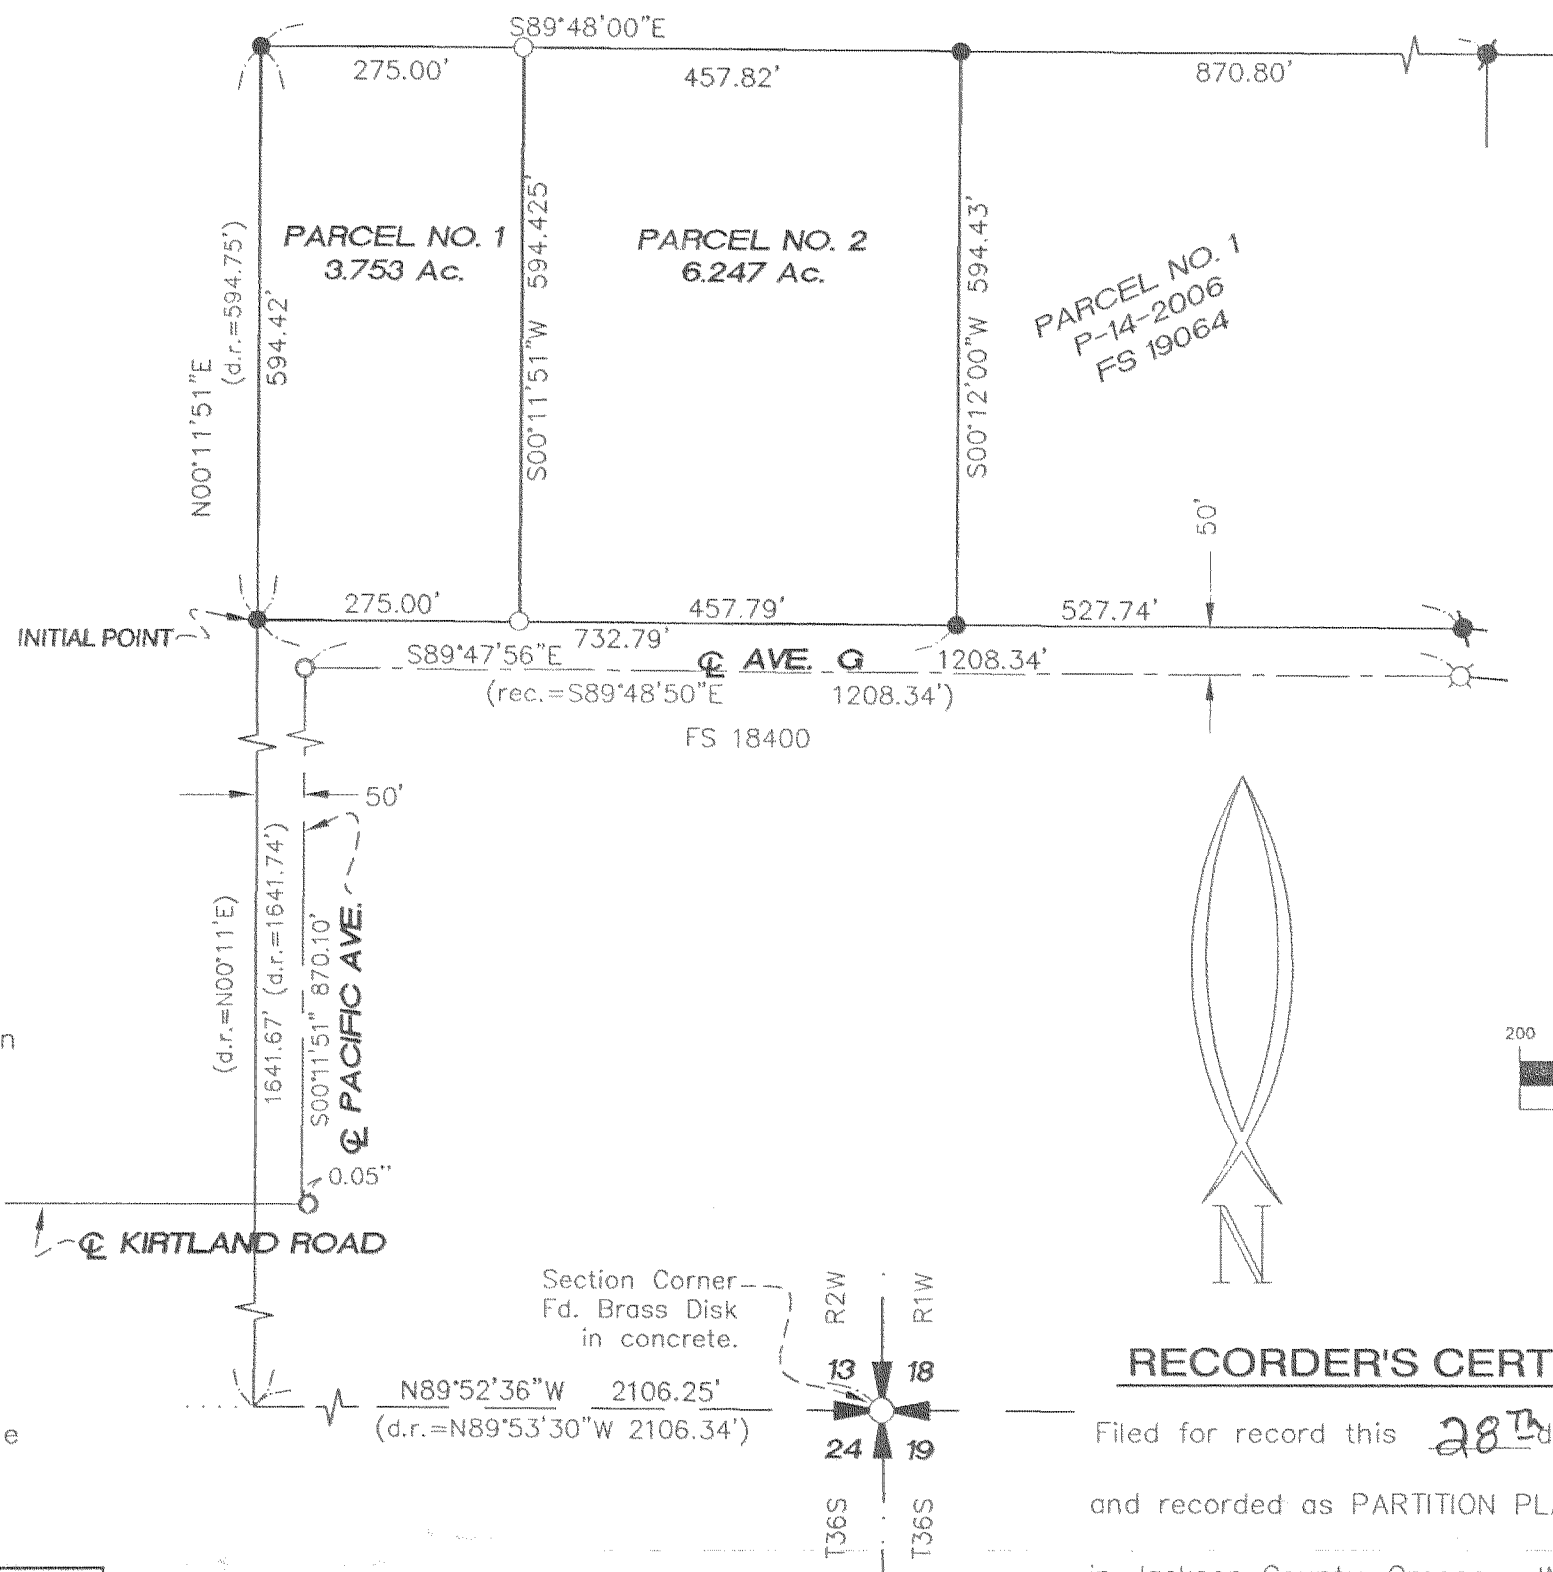 S89°48'00"E
275.00'
457.82'
870.80'
PARCEL NO. 1
3.753 Ac.
PARCEL NO. 2
6.247 Ac.
PARCEL NO. 1
P-14-2006
FS 19064
N00°11'51"E
(d.r.=594.75')
594.42'
S00°11'51"W 594.425'
S00°12'00"W 594.43'
50'
275.00'
457.79'
527.74'
INITIAL POINT
732.79'
S89°47'56"E
℄ AVE. G
1208.34'
(rec.=S89°48'50"E 1208.34')
FS 18400
50'
(d.r.=N00°11'E)
1641.67' (d.r.=1641.74')
S00°11'51" 870.10'
℄ PACIFIC AVE.
n
200
0.05"
℄ KIRTLAND ROAD
N
Section Corner
Fd. Brass Disk
in concrete.
R2W
R1W
13
18
24
19
T36S
T36S
N89°52'36"W 2106.25'
(d.r.=N89°53'30"W 2106.34')
e
RECORDER'S CERT
Filed for record this 28Th d
and recorded as PARTITION PLA
in Jackson County, Oregon